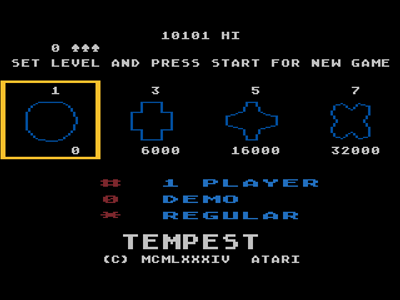 10101 HI
0 ♠♠♠
SET LEVEL AND PRESS START FOR NEW GAME
1 3 5 7
0 6000 16000 32000
# 1 PLAYER
0 DEMO
* REGULAR
TEMPEST
(C) MCMLXXXIV ATARI